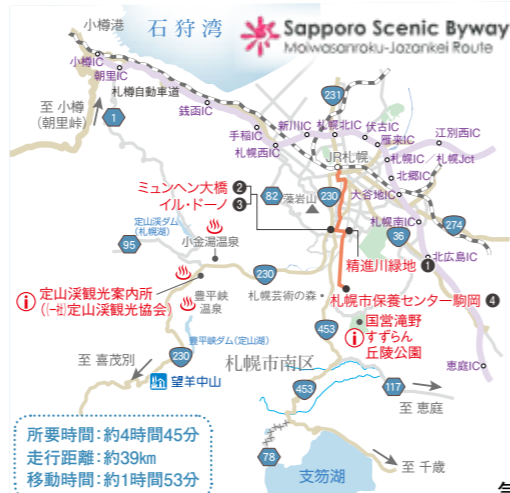 小樽港
石狩湾
Sapporo Scenic Byway
Moiwasanroku-Jozankei Route
小樽IC
朝里IC
札樽自動車道
銭函IC
至 小樽
(朝里峠)
1
231
手稲IC
新川IC
札幌北IC
伏古IC
雁来IC
江別西IC
札幌西IC
JR札幌
札幌IC/札幌Jct
北郷IC
ミュンヘン大橋 2
イル・ドーノ 3
82
藻岩山
230
大谷地IC
札幌南IC
36
274
定山渓ダム
(札幌湖)
95
小金湯温泉
精進川緑地 1
北広島IC
定山渓観光案内所
((一社)定山渓観光協会)
豊平峡
温泉
230
札幌芸術の森
札幌市保養センター駒岡 4
453
国営滝野
すずらん
丘陵公園
豊平峡ダム(定山湖)
至 喜茂別
230
望羊中山
札幌市南区
恵庭IC
453
117
至 恵庭
所要時間:約4時間45分
走行距離:約39km
移動時間:約1時間53分
78
支笏湖
至 千歳